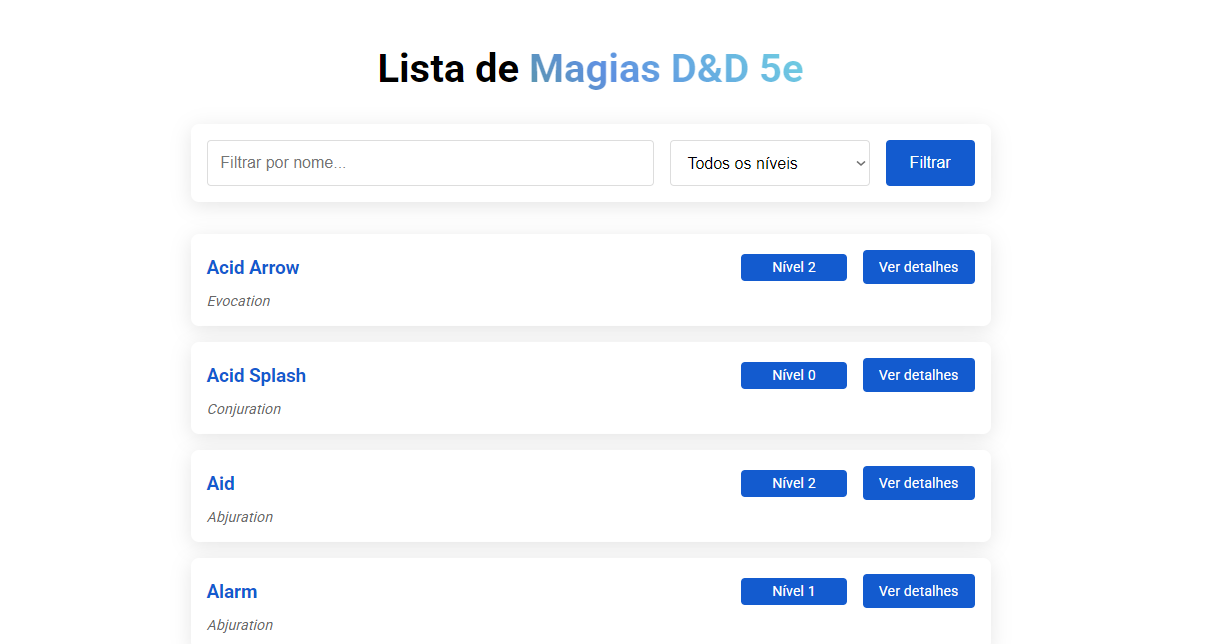 Lista de Magias D&D 5e
Filtrar por nome... Todos os níveis Filtrar
Acid Arrow Nível 2 Ver detalhes
Evocation
Acid Splash Nível 0 Ver detalhes
Conjuration
Aid Nível 2 Ver detalhes
Abjuration
Alarm Nível 1 Ver detalhes
Abjuration